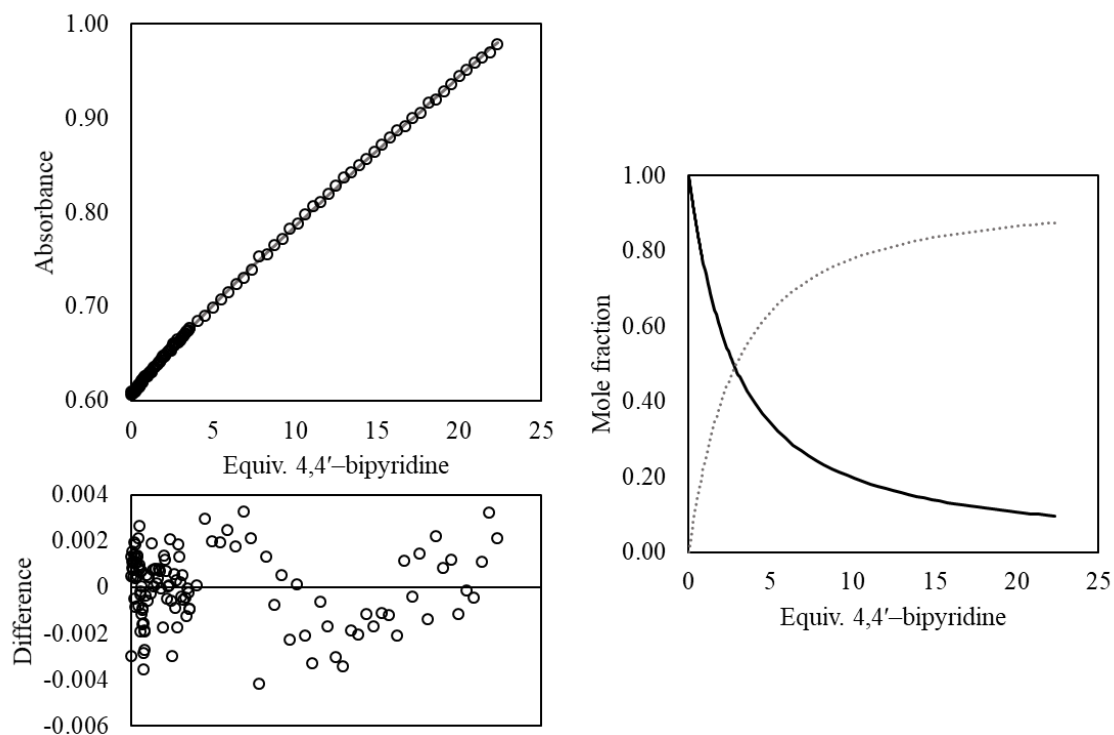 1.00
0.90
0.80
0.70
0.60
Absorbance
0 5 10 15 20 25
Equiv. 4,4′–bipyridine
0.004
0.002
0
-0.002
-0.004
-0.006
Difference
1.00
0.80
0.60
0.40
0.20
0.00
Mole fraction
0 5 10 15 20 25
Equiv. 4,4′–bipyridine